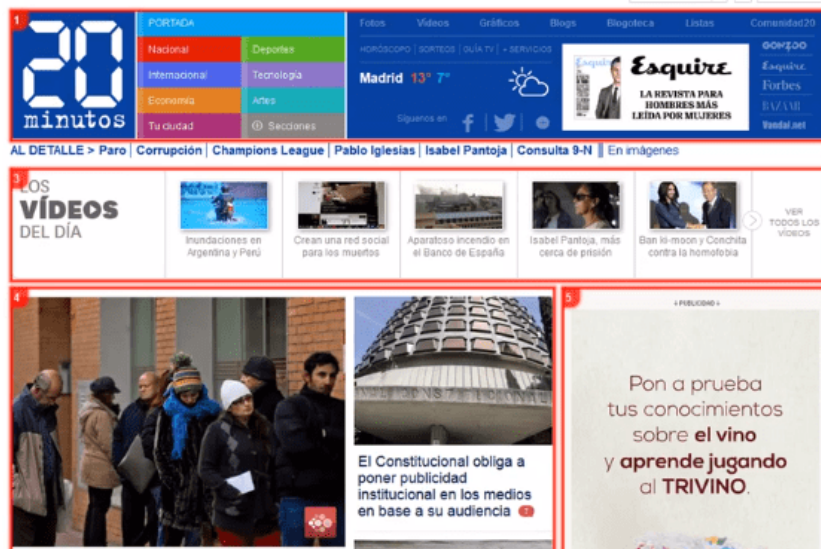 1
20
minutos
PORTADA
Nacional
Deportes
Internacional
Tecnología
Economía
Artes
Tu ciudad
Secciones
Fotos Vídeos Gráficos Blogs Blogoteca Listas Comunidad20
HORÓSCOPO | SORTEOS | GUÍA TV | + SERVICIOS
Madrid 13° 7°
Síguenos en
Esquire
Esquire
LA REVISTA PARA
HOMBRES MÁS
LEÍDA POR MUJERES
GONZOO
Esquire
Forbes
BAZAAR
Vandal.net
AL DETALLE > Paro | Corrupción | Champions League | Pablo Iglesias | Isabel Pantoja | Consulta 9-N || En imágenes
3
LOS
VÍDEOS
DEL DÍA
Inundaciones en
Argentina y Perú
Crean una red social
para los muertos
Aparatoso incendio en
el Banco de España
Isabel Pantoja, más
cerca de prisión
Ban ki-moon y Conchita
contra la homofobia
VER
TODOS LOS
VÍDEOS
4
El Constitucional obliga a
poner publicidad
institucional en los medios
en base a su audiencia
5
PUBLICIDAD
Pon a prueba
tus conocimientos
sobre el vino
y aprende jugando
al TRIVINO.